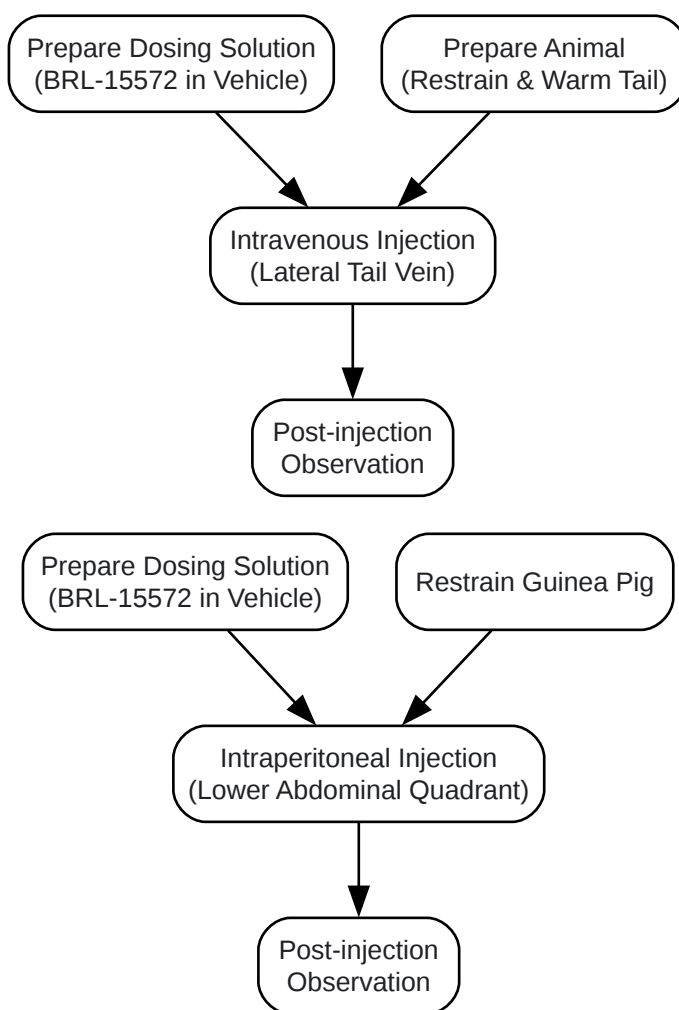 Prepare Dosing Solution
(BRL-15572 in Vehicle)
Prepare Animal
(Restrain & Warm Tail)
Intravenous Injection
(Lateral Tail Vein)
Post-injection
Observation
Prepare Dosing Solution
(BRL-15572 in Vehicle)
Restrain Guinea Pig
Intraperitoneal Injection
(Lower Abdominal Quadrant)
Post-injection
Observation